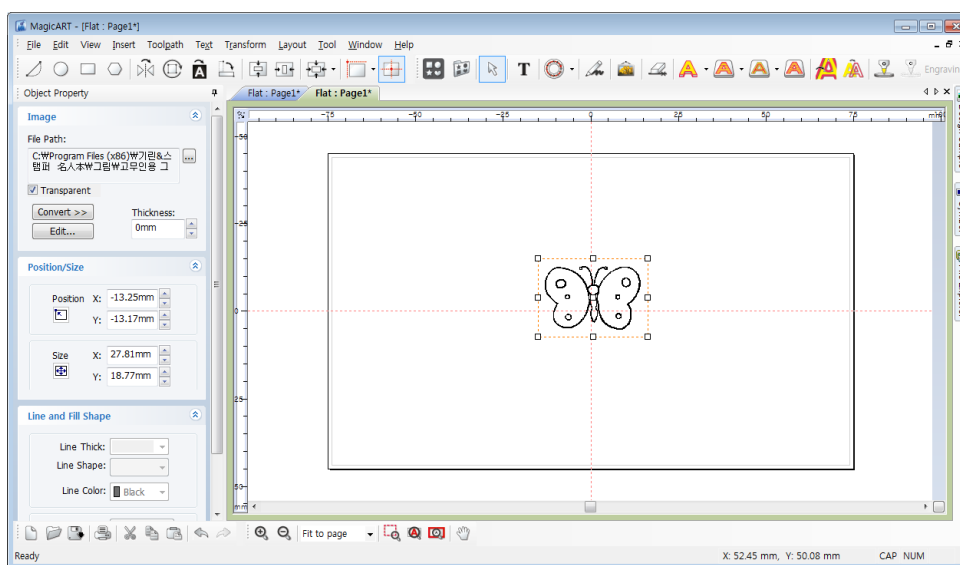 MagicART - [Flat : Page1*]
File Edit View Insert Toolpath Text Transform Layout Tool Window Help
T A A A A A A Engraving
Object Property
Flat : Page1* Flat : Page1*
Image
File Path:
C:₩Program Files (x86)₩기린&스
탬퍼 名人本₩그림₩고무인용 그
...
Transparent
Convert >> Thickness:
Edit... 0mm
Position/Size
Position X: -13.25mm
Y: -13.17mm
Size X: 27.81mm
Y: 18.77mm
Line and Fill Shape
Line Thick:
Line Shape:
Line Color: Black
-75 -50 -25 0 25 50 75
-50
-25
0
25
50
mm
Fit to page
Ready X: 52.45 mm, Y: 50.08 mm CAP NUM